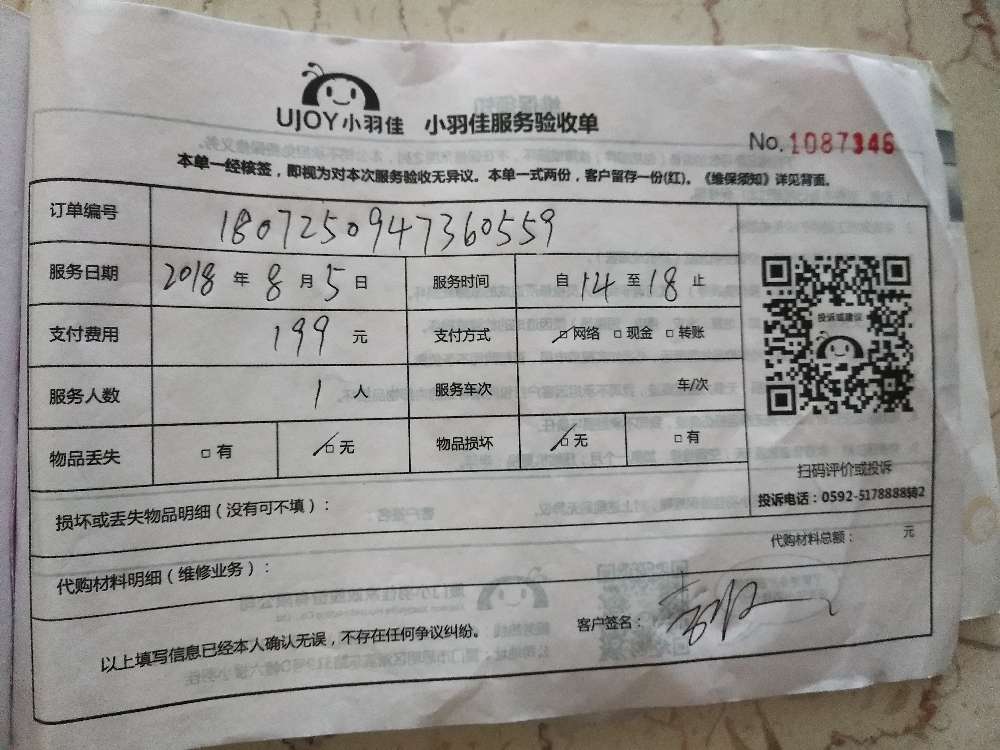 UJOY小羽佳 小羽佳服务验收单
No.1087346
本单一经核签，即视为对本次服务验收无异议。本单一式两份，客户留存一份(红)。《维保须知》详见背面。
订单编号 1807250947360559
服务日期 2018 年 8 月 5 日 服务时间 自 14 至 18 止
支付费用 199 元 支付方式 □网络 □现金 □转账
投诉或建议
服务人数 1 人 服务车次 车/次
物品丢失 □有 □无 物品损坏 □无 □有
扫码评价或投诉
投诉电话：0592-5178888转2
损坏或丢失物品明细（没有可不填）：
代购材料明细（维修业务）： 代购材料总额： 元
以上填写信息已经本人确认无误，不存在任何争议纠纷。 客户签名：